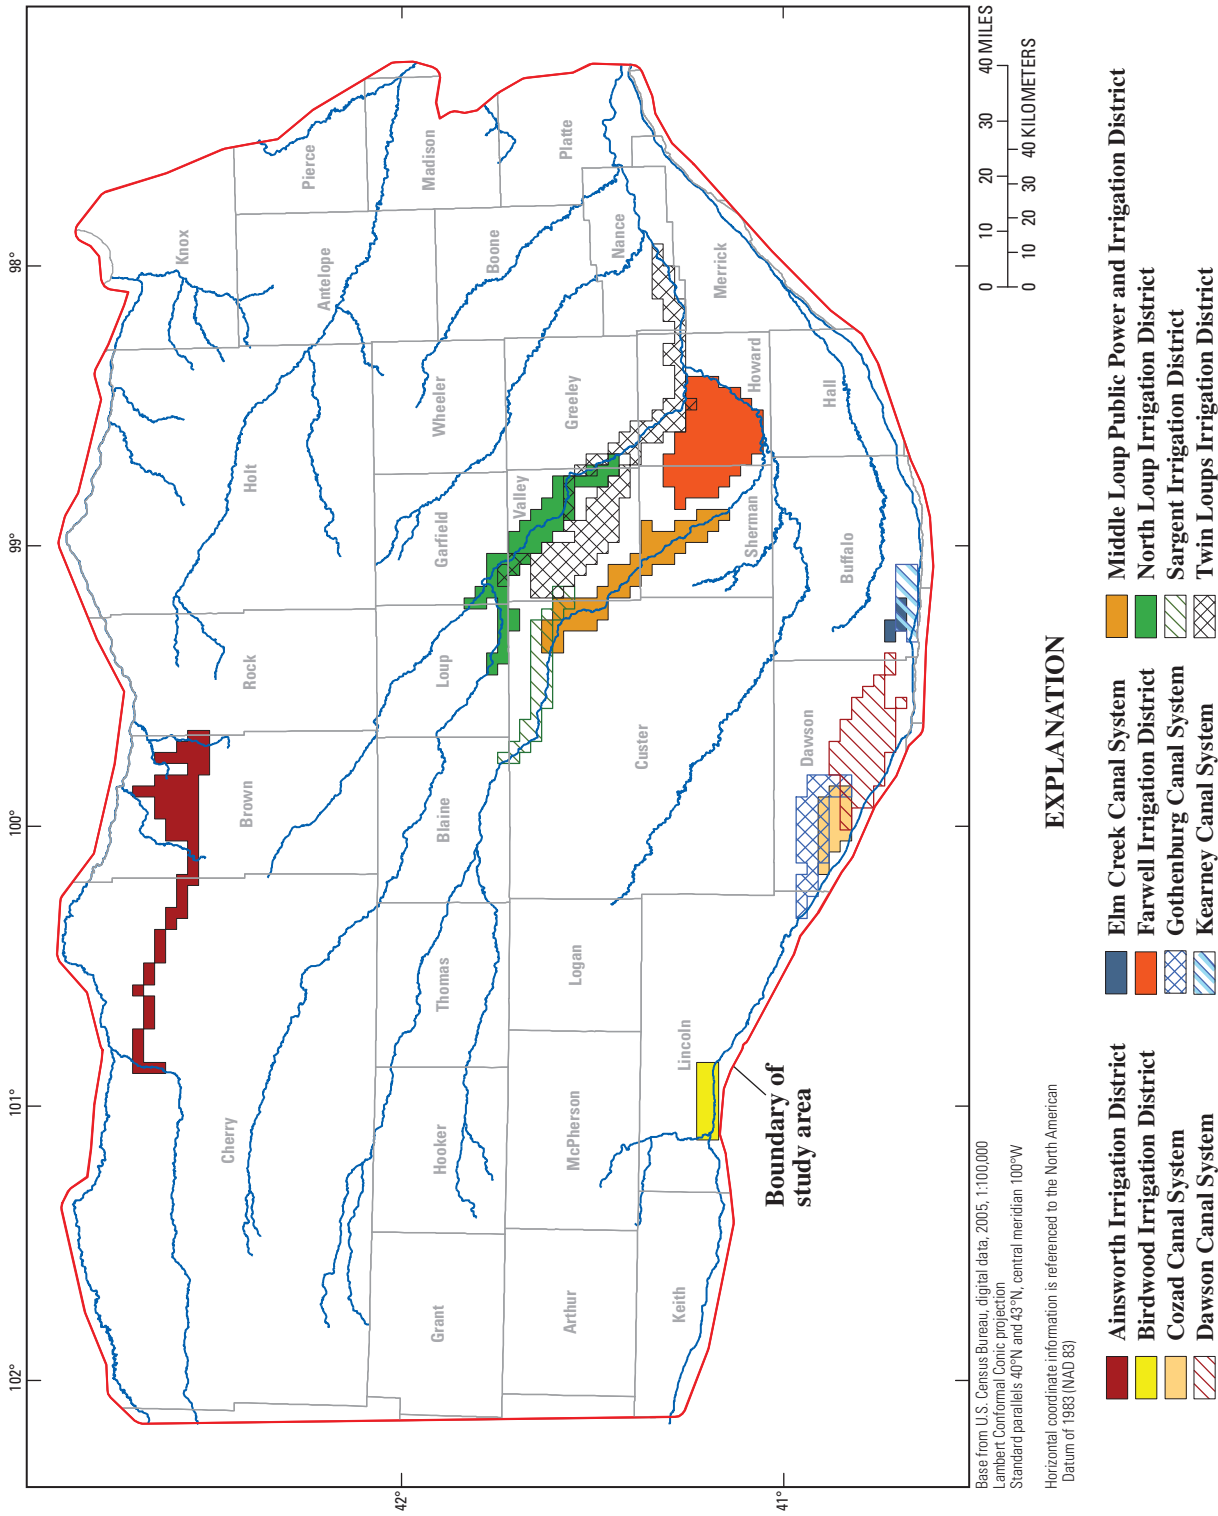 102°
101°
100°
99°
98°
42°
41°
Knox
Pierce
Antelope
Madison
Holt
Rock
Brown
Cherry
Boone
Platte
Nance
Wheeler
Garfield
Loup
Blaine
Thomas
Hooker
Grant
Greeley
Valley
Merrick
Howard
Sherman
Custer
Logan
McPherson
Arthur
Hall
Buffalo
Dawson
Lincoln
Keith
Boundary of
study area
Base from U.S. Census Bureau, digital data, 2005, 1:100,000
Lambert Conformal Conic projection
Standard parallels 40°N and 43°N, central meridian 100°W
Horizontal coordinate information is referenced to the North American
Datum of 1983 (NAD 83)
0 10 20 30 40 MILES
0 10 20 30 40 KILOMETERS
EXPLANATION
Ainsworth Irrigation District
Birdwood Irrigation District
Cozad Canal System
Dawson Canal System
Elm Creek Canal System
Farwell Irrigation District
Gothenburg Canal System
Kearney Canal System
Middle Loup Public Power and Irrigation District
North Loup Irrigation District
Sargent Irrigation District
Twin Loups Irrigation District